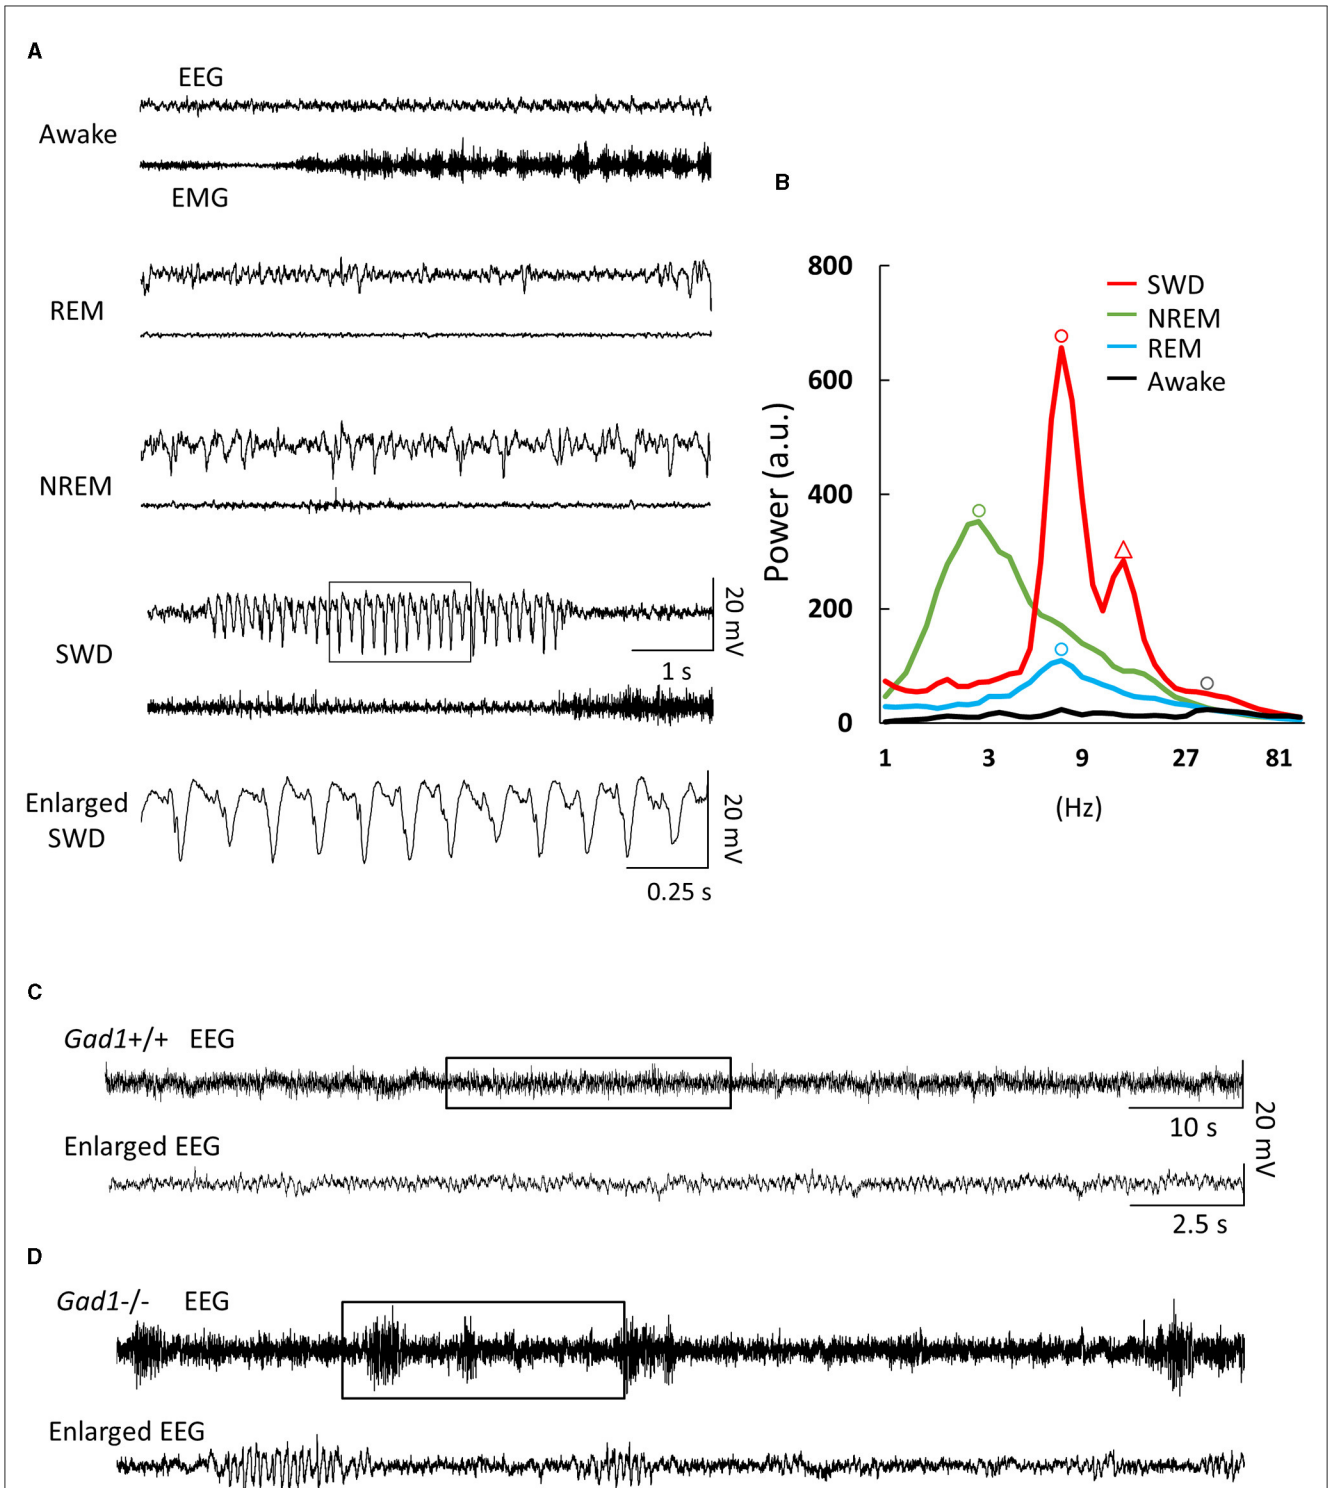 A
EEG
Awake
EMG
REM
NREM
SWD
20 mV
1 s
Enlarged
SWD
20 mV
0.25 s
B
800
600
400
200
0
Power (a.u.)
SWD
NREM
REM
Awake
1 3 9 27 81
(Hz)
C
Gad1+/+ EEG
10 s
20 mV
Enlarged EEG
2.5 s
D
Gad1-/- EEG
Enlarged EEG